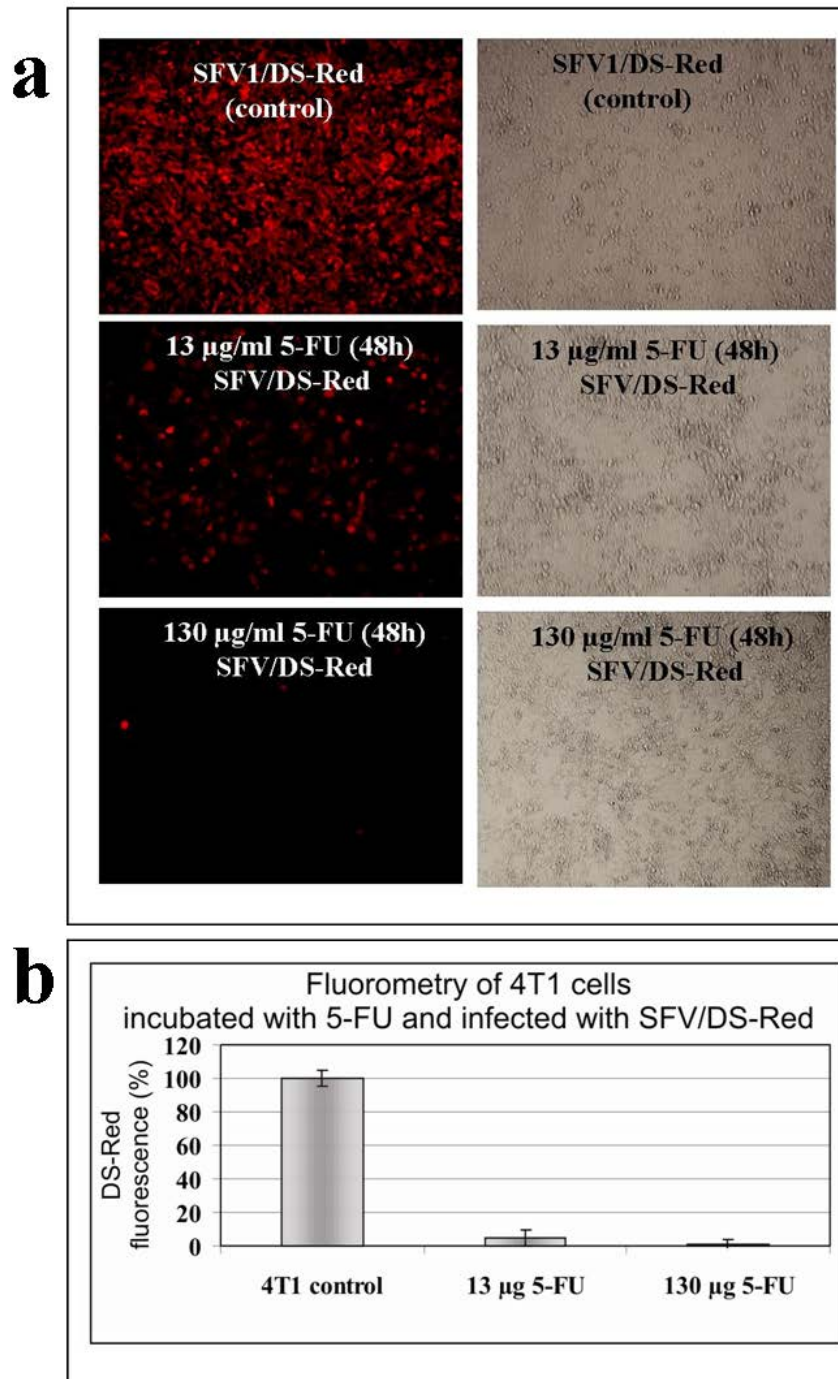 a
SFV1/DS-Red
(control)
SFV1/DS-Red
(control)
13 µg/ml 5-FU (48h)
SFV/DS-Red
13 µg/ml 5-FU (48h)
SFV/DS-Red
130 µg/ml 5-FU (48h)
SFV/DS-Red
130 µg/ml 5-FU (48h)
SFV/DS-Red
b
Fluorometry of 4T1 cells
incubated with 5-FU and infected with SFV/DS-Red
DS-Red
fluorescence (%)
120
100
80
60
40
20
0
4T1 control
13 µg 5-FU
130 µg 5-FU